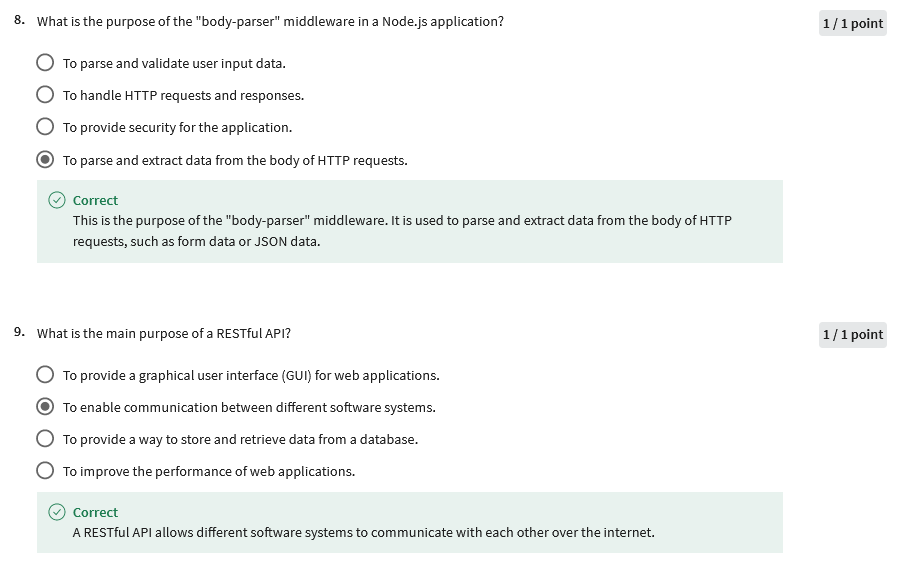 8. What is the purpose of the "body-parser" middleware in a Node.js application?
1 / 1 point
To parse and validate user input data.
To handle HTTP requests and responses.
To provide security for the application.
To parse and extract data from the body of HTTP requests.
Correct
This is the purpose of the "body-parser" middleware. It is used to parse and extract data from the body of HTTP
requests, such as form data or JSON data.
9. What is the main purpose of a RESTful API?
1 / 1 point
To provide a graphical user interface (GUI) for web applications.
To enable communication between different software systems.
To provide a way to store and retrieve data from a database.
To improve the performance of web applications.
Correct
A RESTful API allows different software systems to communicate with each other over the internet.